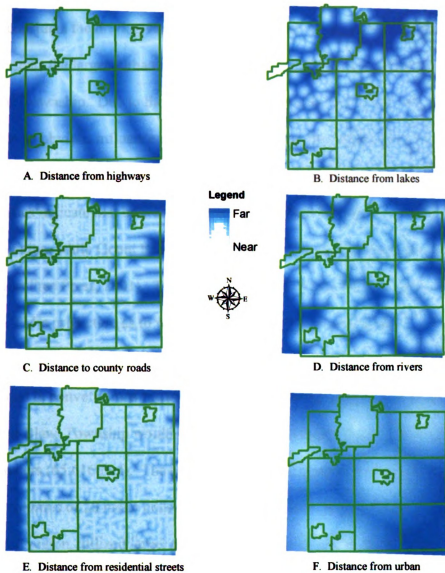 A. Distance from highways
B. Distance from lakes
Legend
Far
Near
N
W E
S
C. Distance to county roads
D. Distance from rivers
E. Distance from residential streets
F. Distance from urban